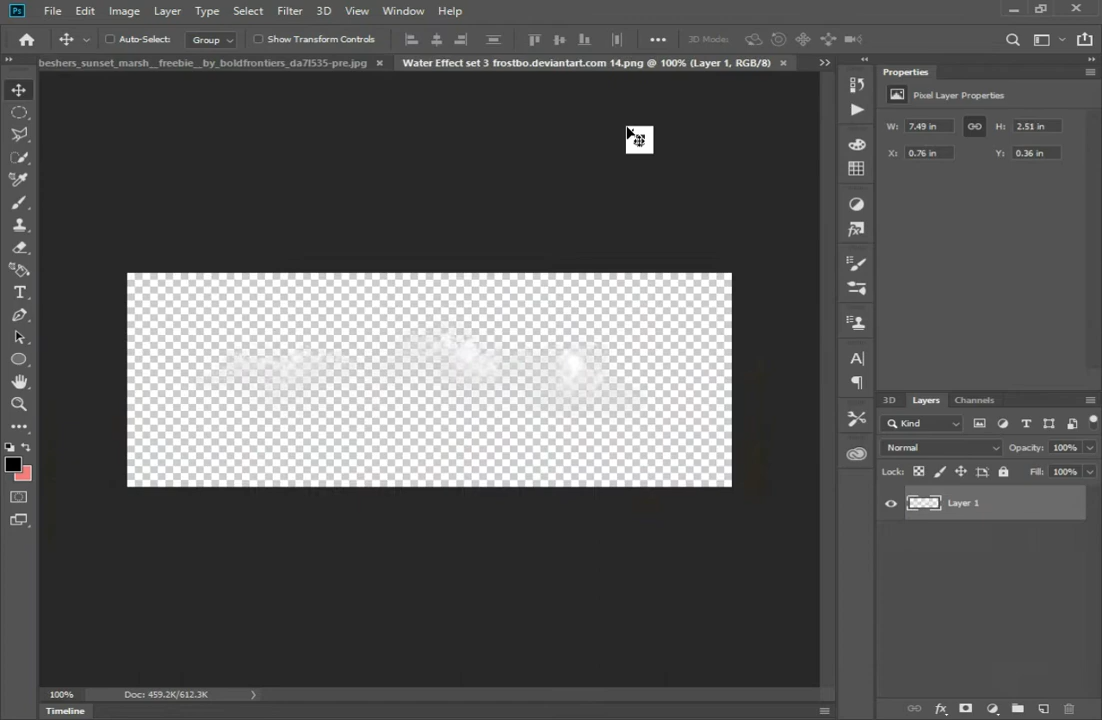 Ps File Edit Image Layer Type Select Filter 3D View Window Help
Auto-Select: Group Show Transform Controls 3D Mode:
beshers_sunset_marsh__freebie__by_boldfrontiers_da7l535-pre.jpg × Water Effect set 3 frostbo.deviantart.com 14.png @ 100% (Layer 1, RGB/8) ×
Properties
Pixel Layer Properties
W: 7.49 in H: 2.51 in
X: 0.76 in Y: 0.36 in
3D Layers Channels
Kind
Normal Opacity: 100%
Lock: Fill: 100%
Layer 1
100% Doc: 459.2K/612.3K
Timeline